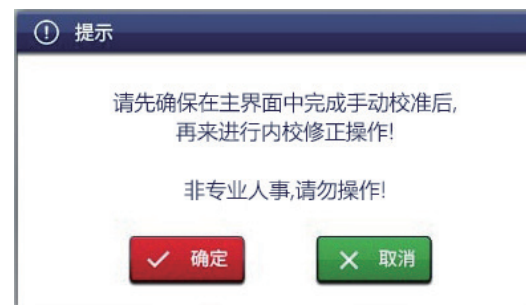 提示
请先确保在主界面中完成手动校准后,
再来进行内校修正操作!
非专业人事,请勿操作!
确定
取消